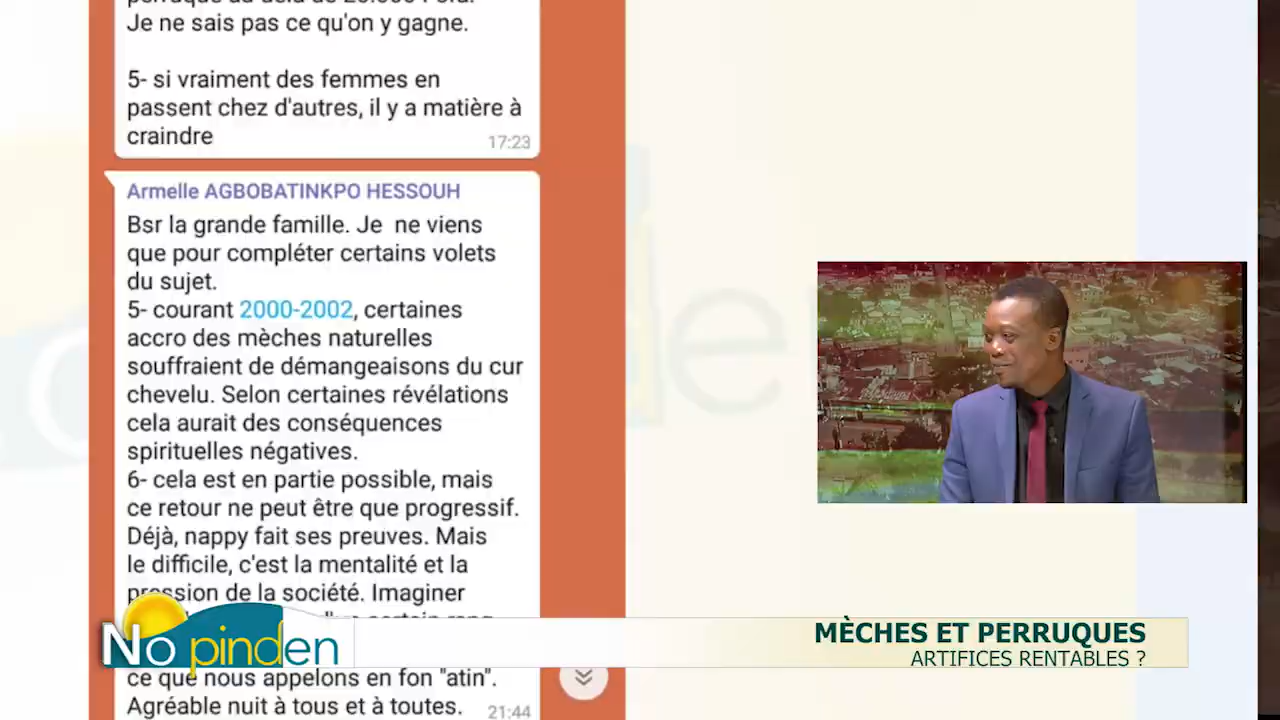 Je ne sais pas ce qu'on y gagne.
5- si vraiment des femmes en
passent chez d'autres, il y a matière à
craindre
17:23
Armelle AGBOBATINKPO HESSOUH
Bsr la grande famille. Je ne viens
que pour compléter certains volets
du sujet.
5- courant 2000-2002, certaines
accro des mèches naturelles
souffraient de démangeaisons du cur
chevelu. Selon certaines révélations
cela aurait des conséquences
spirituelles négatives.
6- cela est en partie possible, mais
ce retour ne peut être que progressif.
Déjà, nappy fait ses preuves. Mais
le difficile, c'est la mentalité et la
pression de la société. Imaginer
ce que nous appelons en fon "atin".
Agréable nuit à tous et à toutes.
21:44
No pinden
MÈCHES ET PERRUQUES
ARTIFICES RENTABLES ?